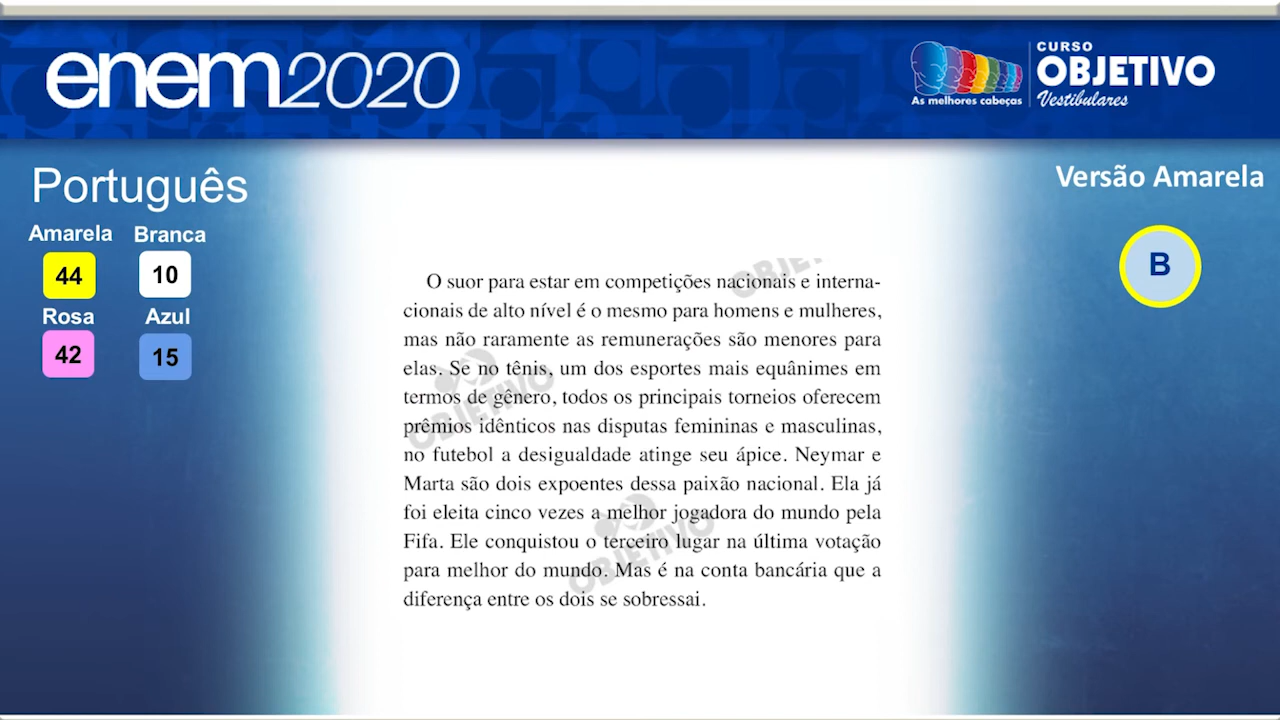 enem2020
CURSO
OBJETIVO
Vestibulares
As melhores cabeças
Português
Versão Amarela
Amarela Branca
44 10
Rosa Azul
42 15
B
O suor para estar em competições nacionais e interna-
cionais de alto nível é o mesmo para homens e mulheres,
mas não raramente as remunerações são menores para
elas. Se no tênis, um dos esportes mais equânimes em
termos de gênero, todos os principais torneios oferecem
prêmios idênticos nas disputas femininas e masculinas,
no futebol a desigualdade atinge seu ápice. Neymar e
Marta são dois expoentes dessa paixão nacional. Ela já
foi eleita cinco vezes a melhor jogadora do mundo pela
Fifa. Ele conquistou o terceiro lugar na última votação
para melhor do mundo. Mas é na conta bancária que a
diferença entre os dois se sobressai.
OBJETIVO
OBJETIVO